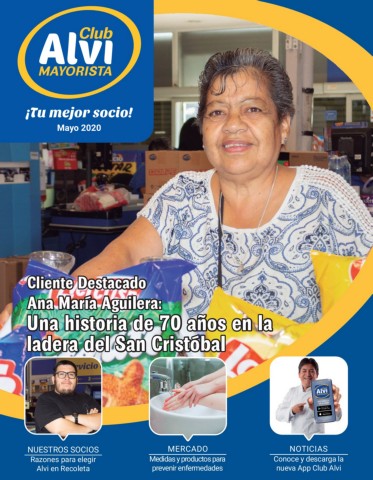 Club
Alvi
MAYORISTA
¡Tu mejor socio!
Mayo 2020
Cliente Destacado
Ana María Aguilera:
Una historia de 70 años en la
ladera del San Cristóbal
NUESTROS SOCIOS
Razones para elegir
Alvi en Recoleta
MERCADO
Medidas y productos para
prevenir enfermedades
Alvi
NOTICIAS
Conoce y descarga la
nueva App Club Alvi